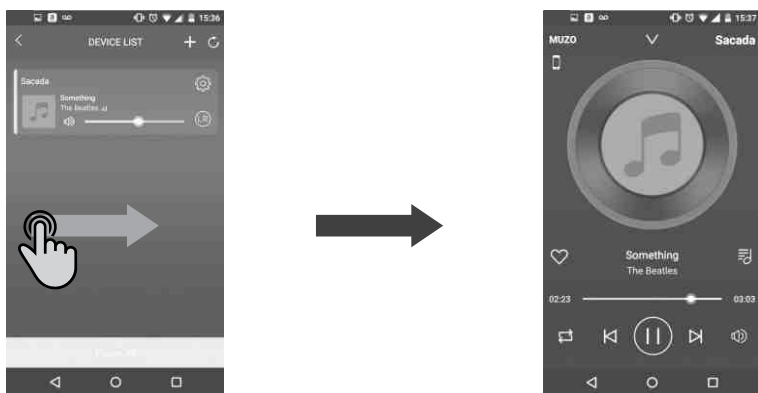 15:36
DEVICE LIST
Sacada
Something
The Beatles
LR
15:37
MUZO
Sacada
Something
The Beatles
02:23
03:03